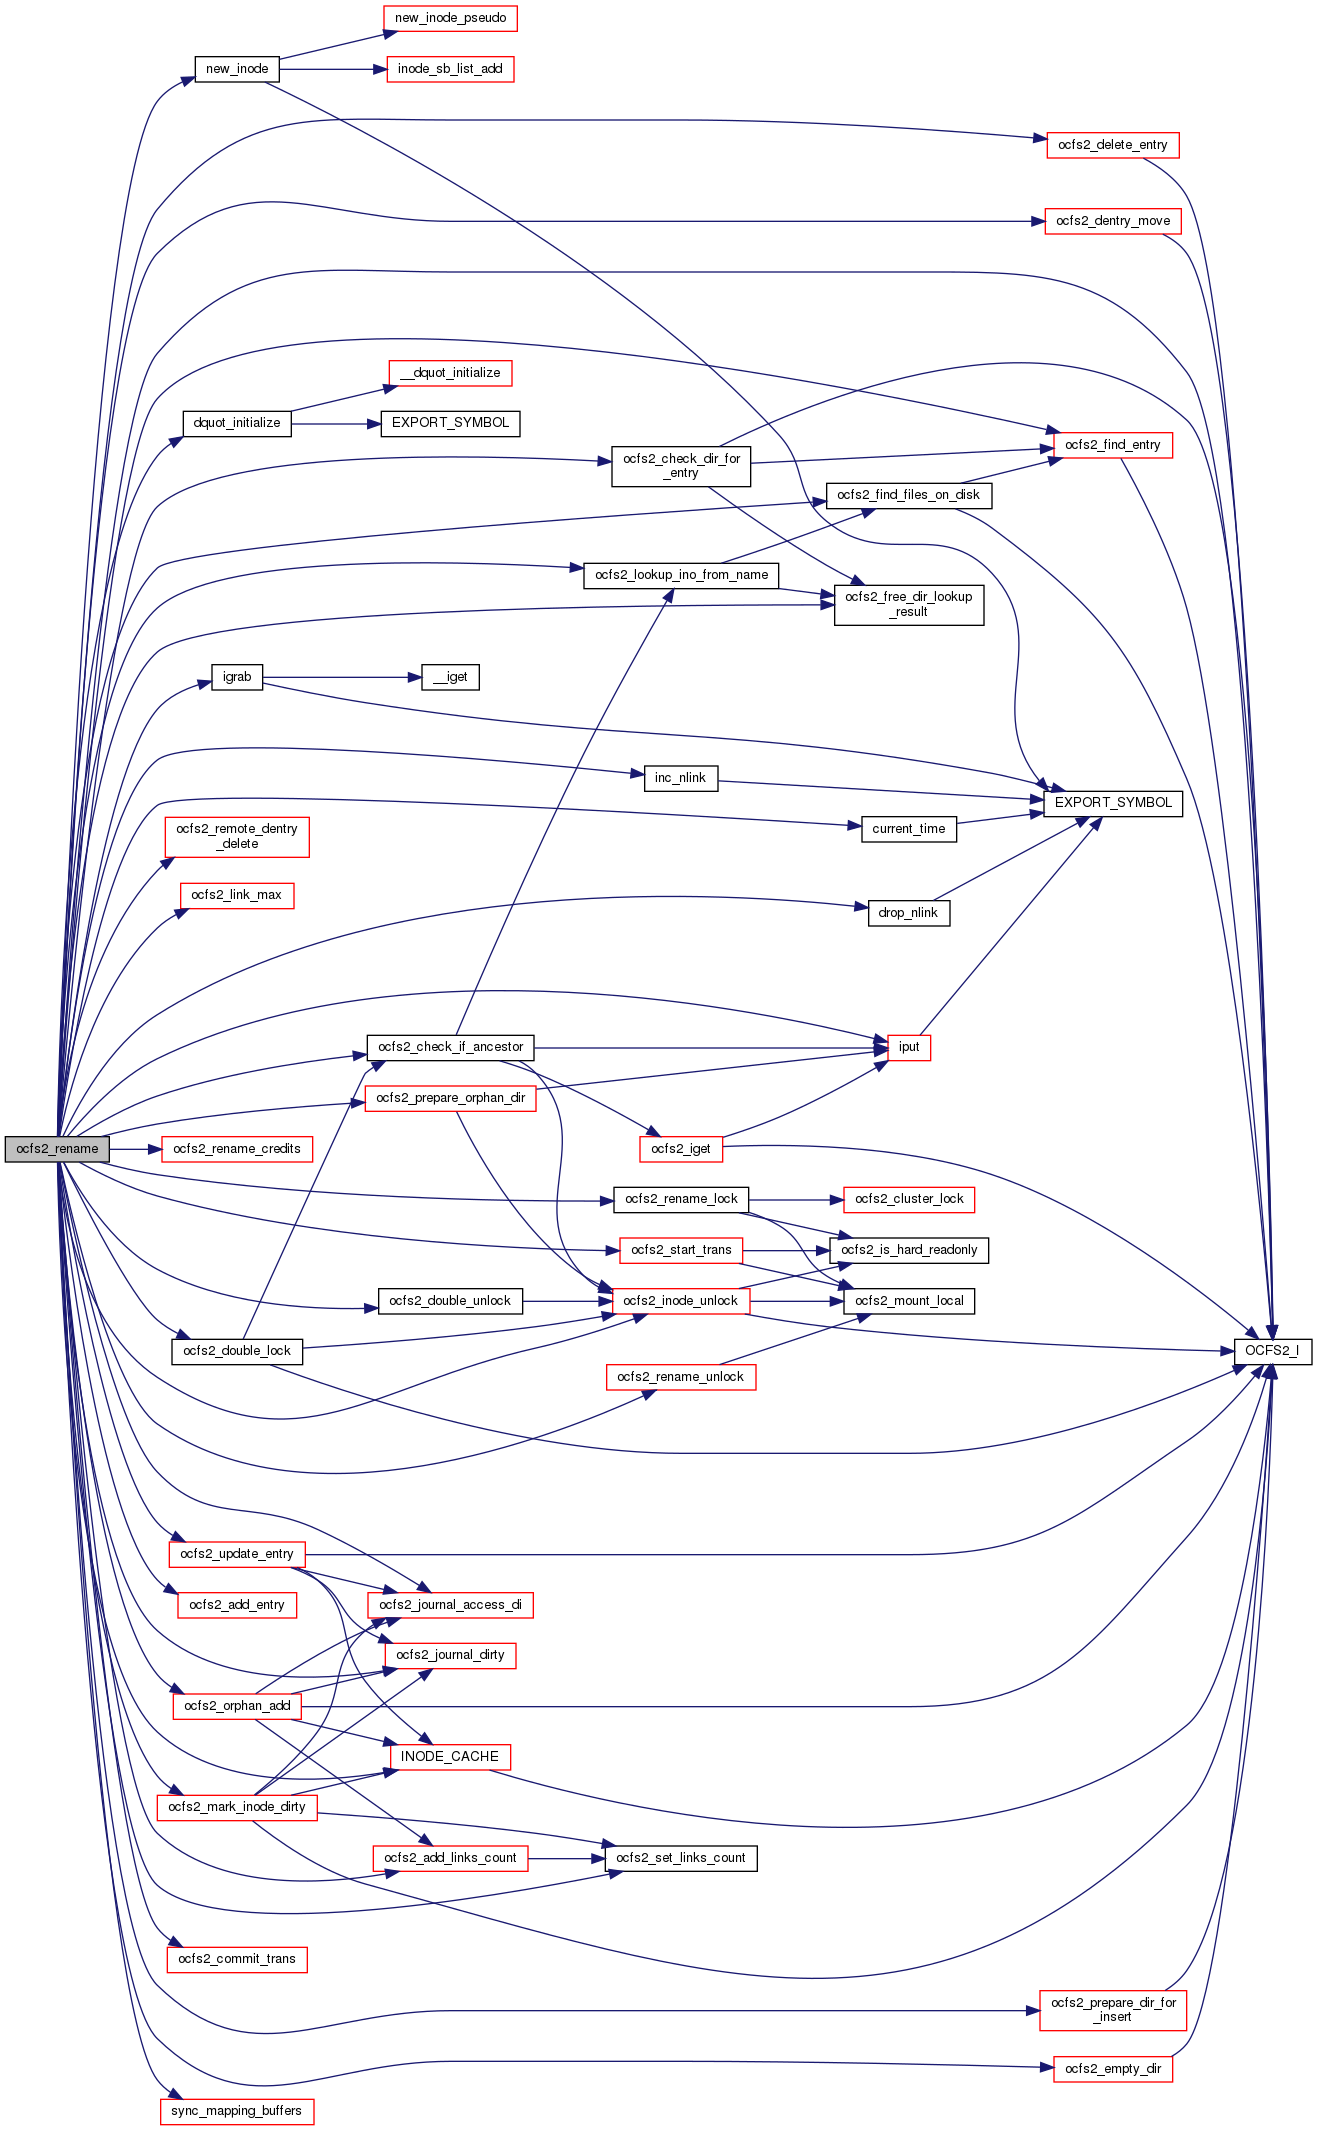 new_inode_pseudo
new_inode
inode_sb_list_add
ocfs2_delete_entry
ocfs2_dentry_move
__dquot_initialize
dquot_initialize
EXPORT_SYMBOL
ocfs2_find_entry
ocfs2_check_dir_for
_entry
ocfs2_find_files_on_disk
ocfs2_lookup_ino_from_name
ocfs2_free_dir_lookup
_result
igrab
__iget
inc_nlink
EXPORT_SYMBOL
ocfs2_remote_dentry
_delete
current_time
ocfs2_link_max
drop_nlink
ocfs2_check_if_ancestor
iput
ocfs2_prepare_orphan_dir
ocfs2_rename
ocfs2_rename_credits
ocfs2_iget
ocfs2_rename_lock
ocfs2_cluster_lock
ocfs2_start_trans
ocfs2_is_hard_readonly
ocfs2_double_unlock
ocfs2_inode_unlock
ocfs2_mount_local
ocfs2_double_lock
OCFS2_I
ocfs2_rename_unlock
ocfs2_update_entry
ocfs2_add_entry
ocfs2_journal_access_di
ocfs2_journal_dirty
ocfs2_orphan_add
INODE_CACHE
ocfs2_mark_inode_dirty
ocfs2_add_links_count
ocfs2_set_links_count
ocfs2_commit_trans
ocfs2_prepare_dir_for
_insert
ocfs2_empty_dir
sync_mapping_buffers